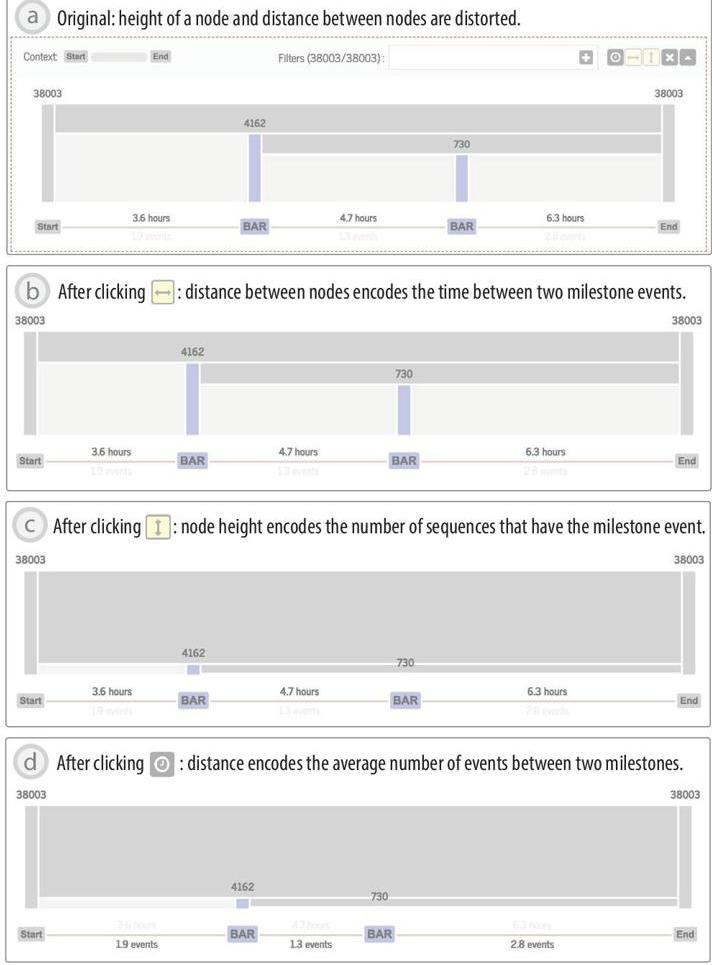 a Original: height of a node and distance between nodes are distorted.
Context: Start End Filters (38003/38003):
38003 38003
4162
730
3.6 hours 4.7 hours 6.3 hours
Start BAR BAR End
1.9 events 1.3 events 2.8 events
b After clicking ↔ : distance between nodes encodes the time between two milestone events.
38003 38003
4162
730
3.6 hours 4.7 hours 6.3 hours
Start BAR BAR End
1.9 events 1.3 events 2.8 events
c After clicking ↕ : node height encodes the number of sequences that have the milestone event.
38003 38003
4162
730
3.6 hours 4.7 hours 6.3 hours
Start BAR BAR End
1.9 events 1.3 events 2.8 events
d After clicking : distance encodes the average number of events between two milestones.
38003 38003
4162
730
3.6 hours 4.7 hours 6.3 hours
Start BAR BAR End
1.9 events 1.3 events 2.8 events